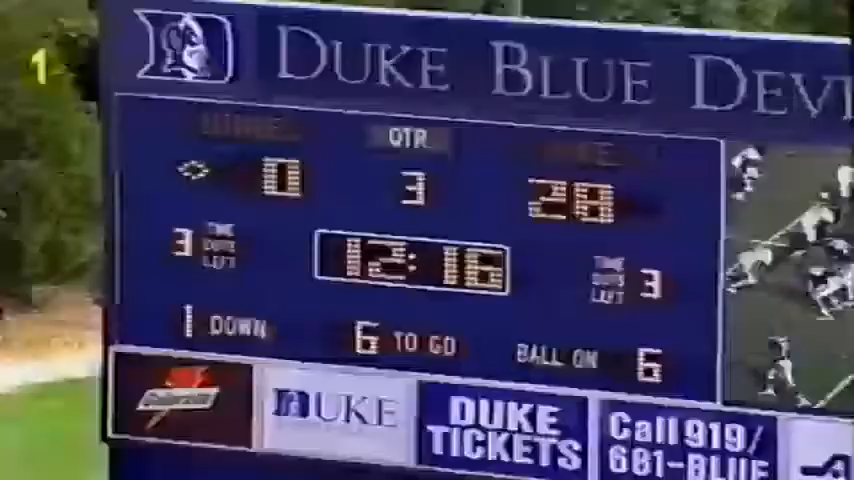 1
DUKE BLUE DEVI
QTR
0 3 28
3 TIME OUTS LEFT 12:16 TIME OUTS LEFT 3
1 DOWN 6 TO GO BALL ON 6
Gatorade DUKE DUKE TICKETS Call 919/ 681-BLUE